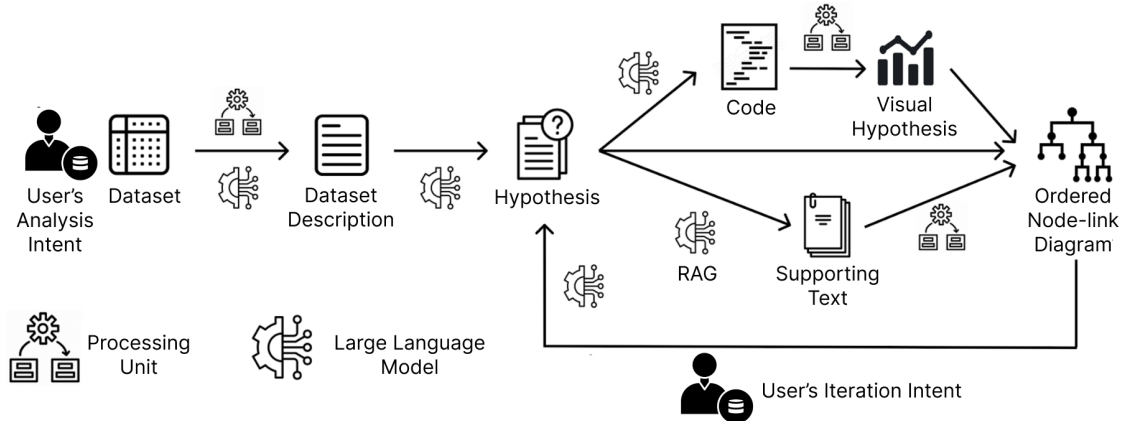 Code
Visual
Hypothesis
User's
Analysis
Intent
Dataset
Dataset
Description
?
Hypothesis
RAG
Supporting
Text
Ordered
Node-link
Diagram
Processing
Unit
Large Language
Model
User's Iteration Intent